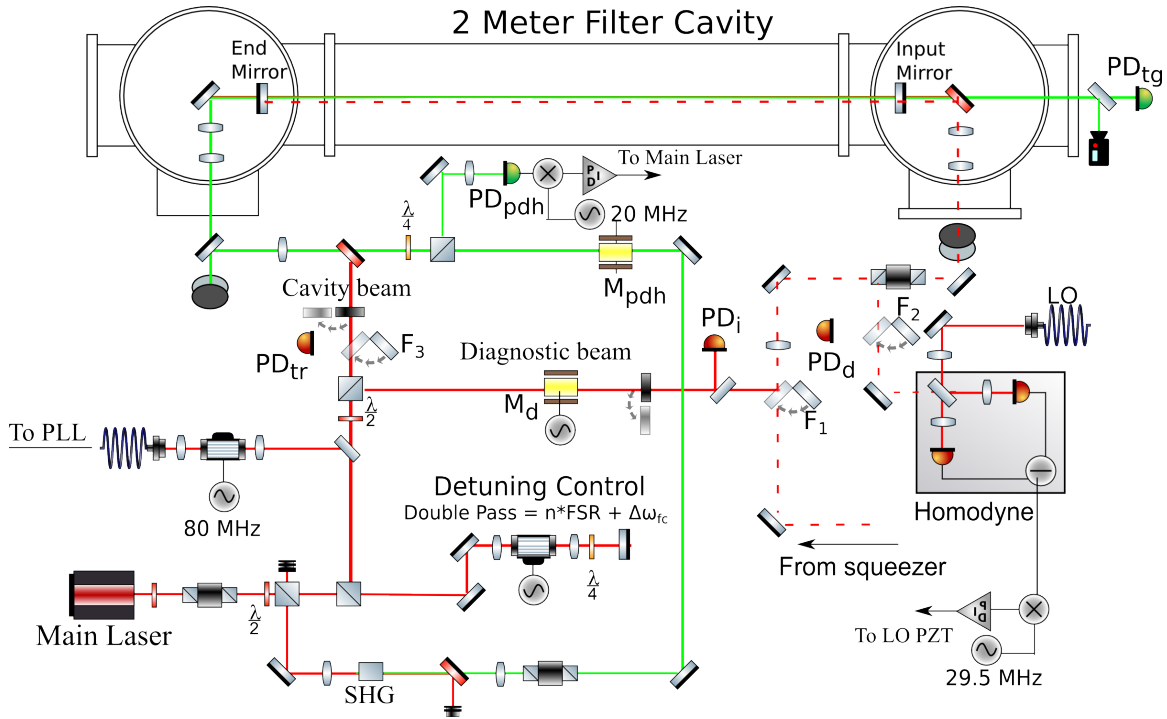 2 Meter Filter Cavity
End
Mirror
Input
Mirror
PDtg
To Main Laser
P
I
D
PDpdh
20 MHz
λ/4
Mpdh
Cavity beam
PDtr
F3
Diagnostic beam
PDi
PDd
F2
LO
Md
F1
λ/2
To PLL
80 MHz
Detuning Control
Double Pass = n*FSR + Δωfc
Homodyne
From squeezer
λ/4
λ/2
Main Laser
P
I
D
To LO PZT
29.5 MHz
SHG